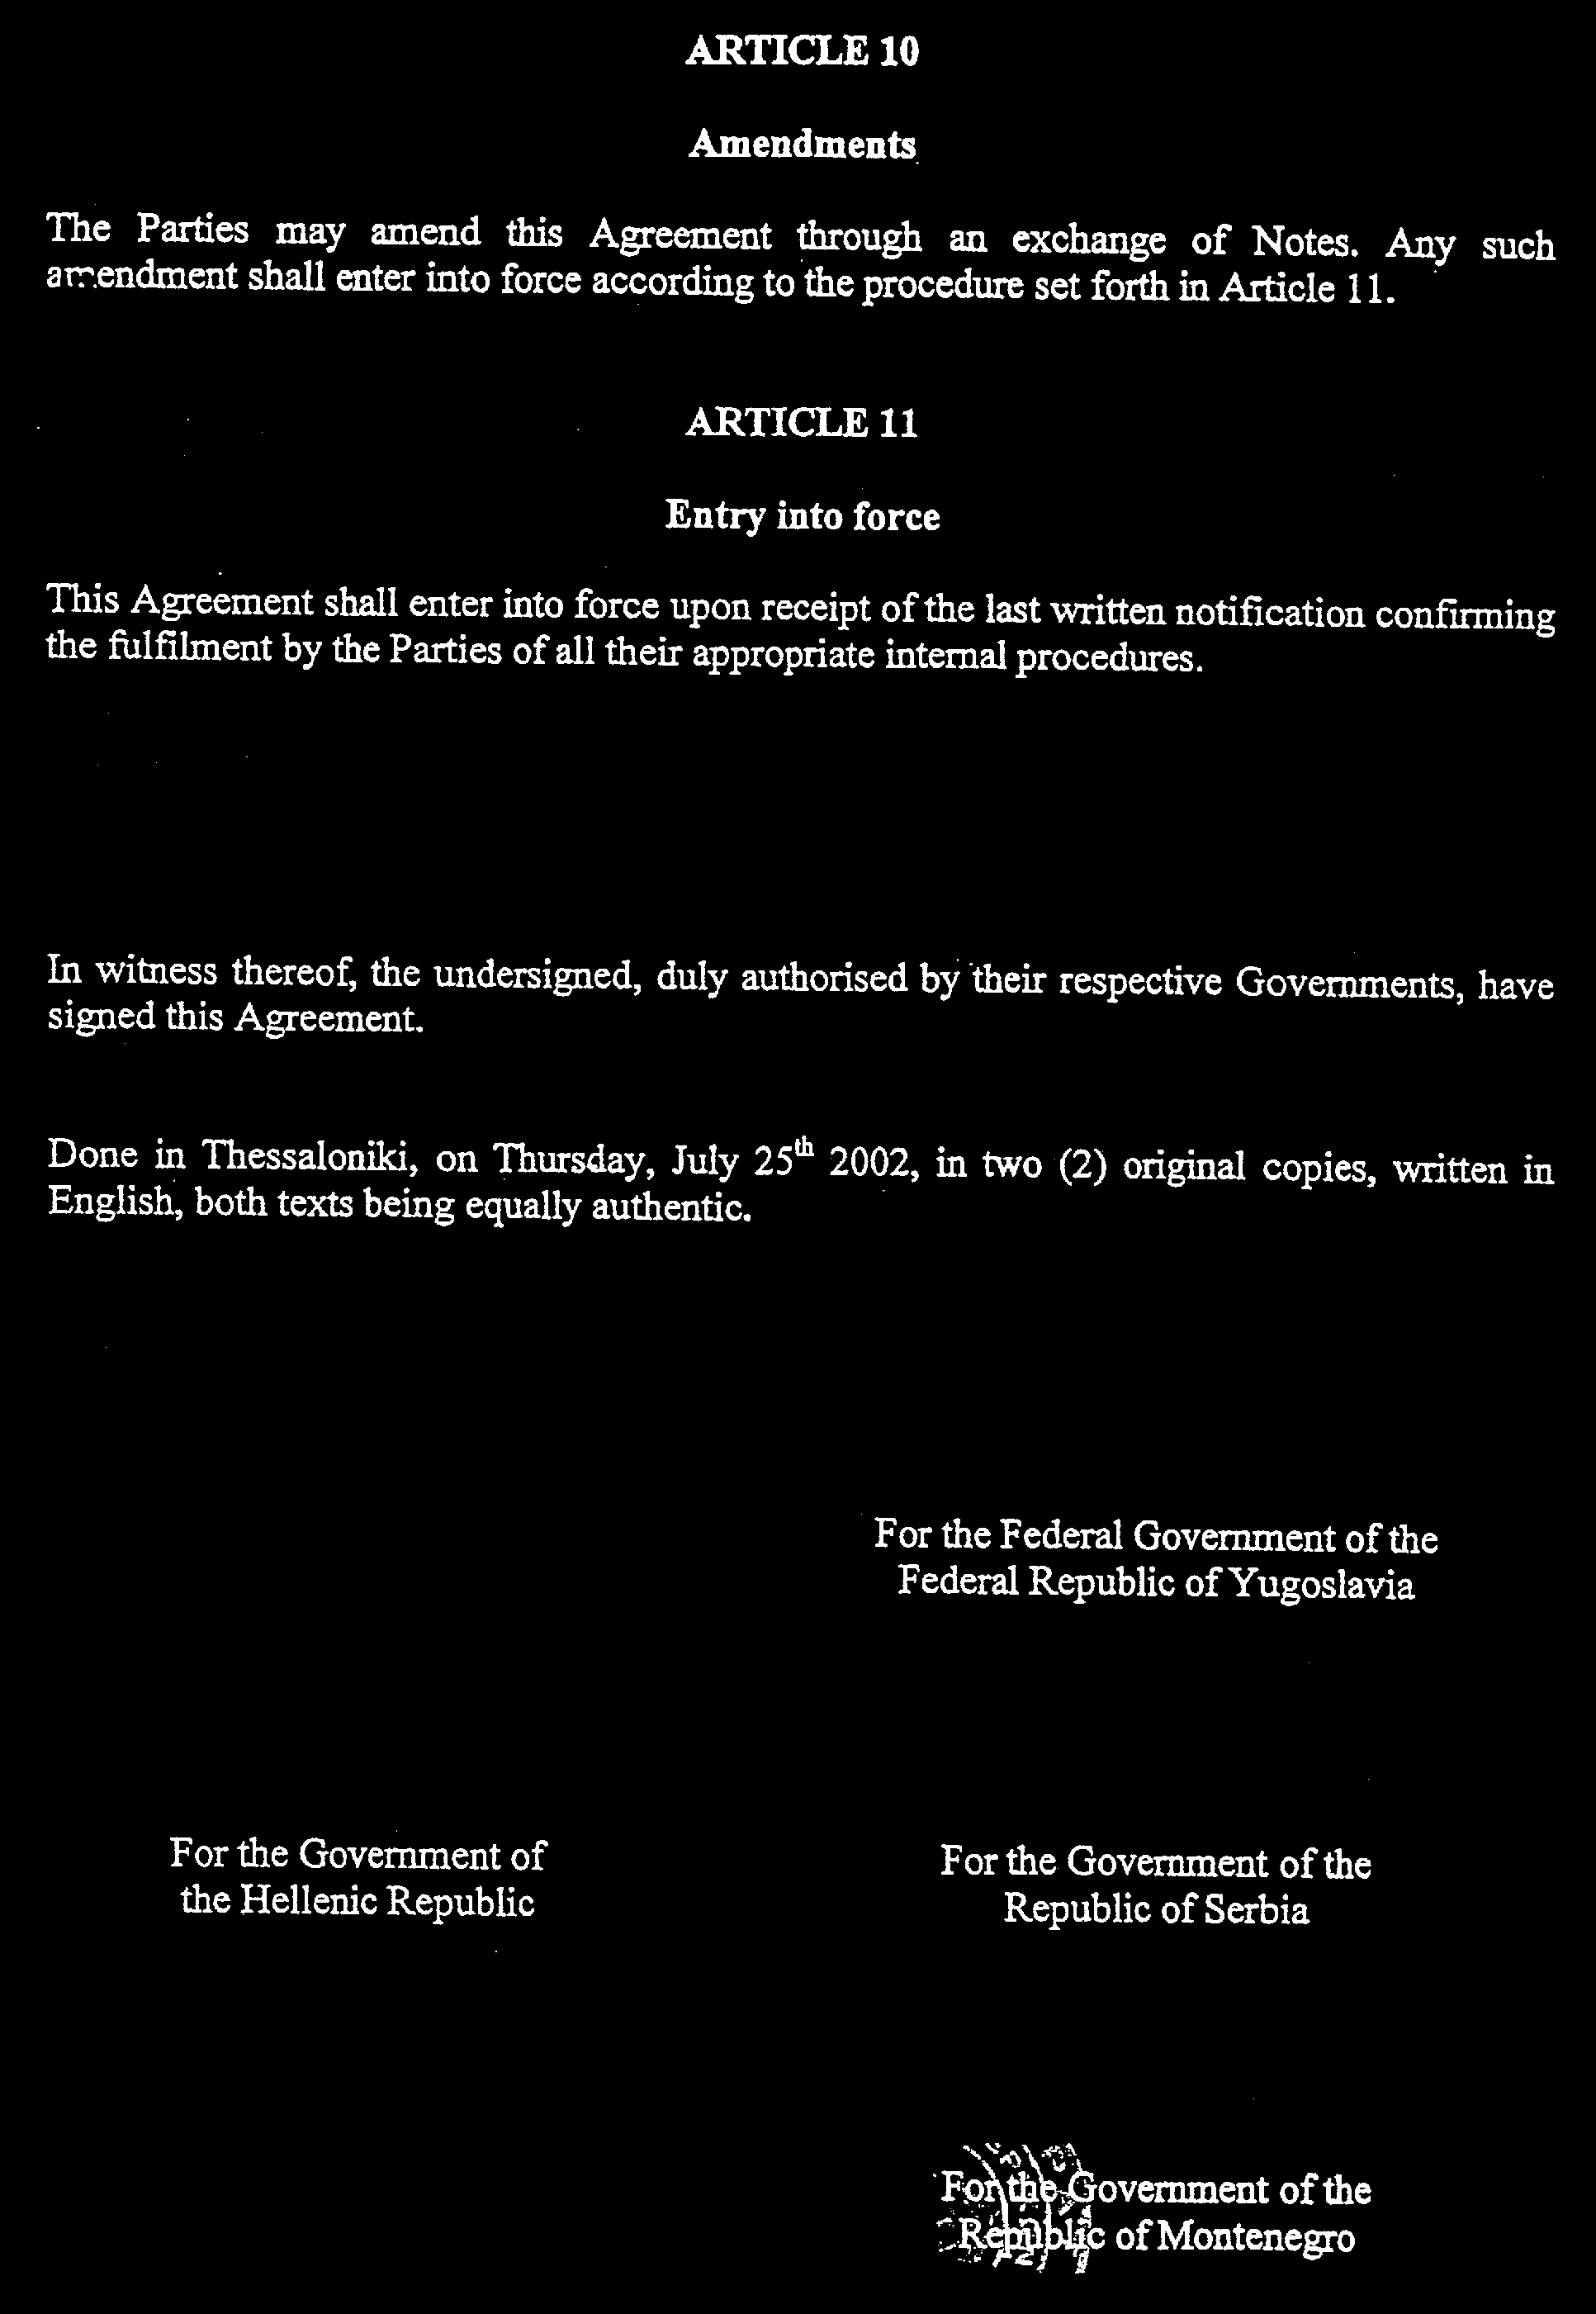 ARTICLE 10
Amendments
The Parties may amend this Agreement through an exchange of Notes. Any such
amendment shall enter into force according to the procedure set forth in Article 11.
ARTICLE 11
Entry into force
This Agreement shall enter into force upon receipt of the last written notification confirming
the fulfilment by the Parties of all their appropriate internal procedures.
In witness thereof, the undersigned, duly authorised by their respective Governments, have
signed this Agreement.
Done in Thessaloniki, on Thursday, July 25th 2002, in two (2) original copies, written in
English, both texts being equally authentic.
For the Federal Government of the
Federal Republic of Yugoslavia
For the Government of
the Hellenic Republic
For the Government of the
Republic of Serbia
For the Government of the
Republic of Montenegro